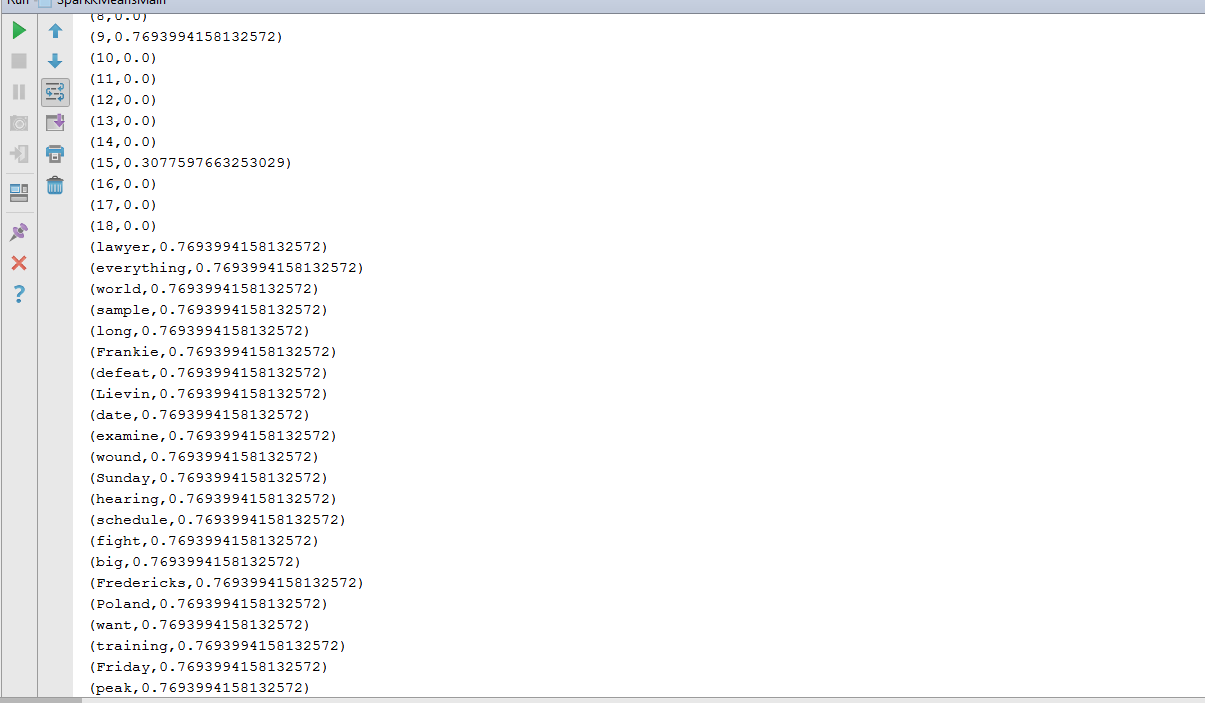 Run SparkKMeansMain
(8,0.0)
(9,0.7693994158132572)
(10,0.0)
(11,0.0)
(12,0.0)
(13,0.0)
(14,0.0)
(15,0.3077597663253029)
(16,0.0)
(17,0.0)
(18,0.0)
(lawyer,0.7693994158132572)
(everything,0.7693994158132572)
(world,0.7693994158132572)
(sample,0.7693994158132572)
(long,0.7693994158132572)
(Frankie,0.7693994158132572)
(defeat,0.7693994158132572)
(Lievin,0.7693994158132572)
(date,0.7693994158132572)
(examine,0.7693994158132572)
(wound,0.7693994158132572)
(Sunday,0.7693994158132572)
(hearing,0.7693994158132572)
(schedule,0.7693994158132572)
(fight,0.7693994158132572)
(big,0.7693994158132572)
(Fredericks,0.7693994158132572)
(Poland,0.7693994158132572)
(want,0.7693994158132572)
(training,0.7693994158132572)
(Friday,0.7693994158132572)
(peak,0.7693994158132572)